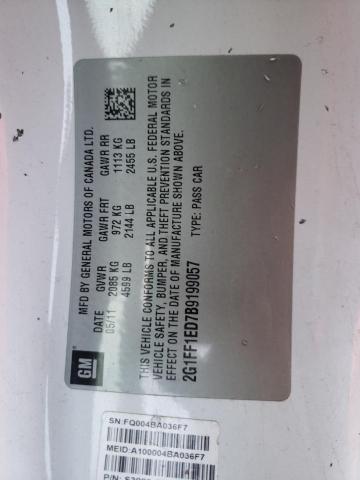 GM
MFD BY GENERAL MOTORS OF CANADA LTD.
DATE GVWR GAWR FRT GAWR RR
05/11 2085 KG 972 KG 1113 KG
4599 LB 2144 LB 2455 LB
THIS VEHICLE CONFORMS TO ALL APPLICABLE U.S. FEDERAL MOTOR
VEHICLE SAFETY, BUMPER, AND THEFT PREVENTION STANDARDS IN
EFFECT ON THE DATE OF MANUFACTURE SHOWN ABOVE.
2G1FF1ED7B9199057 TYPE: PASS CAR
SN:FQ004BA036F7
MEID:A100004BA036F7
P/N: